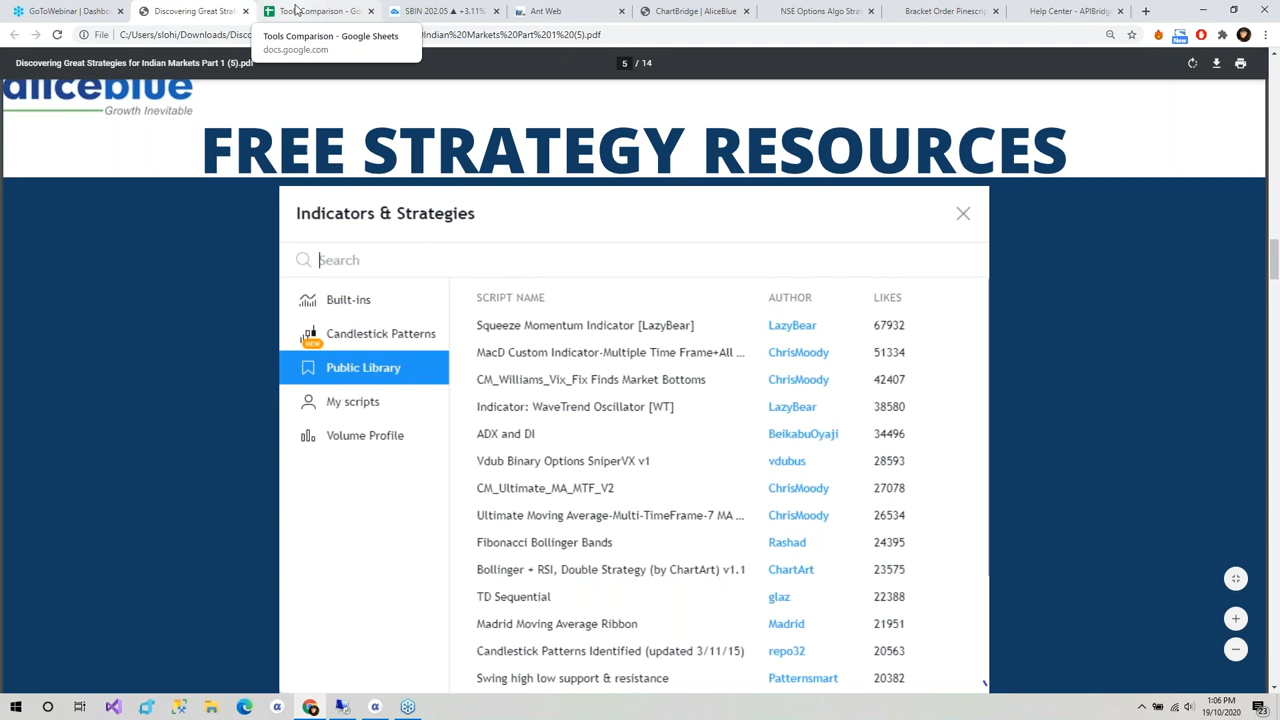 GoToWebinar : Dashbo
Discovering Great Strat
Tools Comparison - Go
SBIN 202.05 ▲ +3.11%
Ant Web
ChartBridge | AliceBlue
NSE Options Algo Strat
Bracket Order Pinescrip
Help Center - APIBridg
File
C:/Users/slohi/Downloads/Disco
Indian%20Markets%20Part%201%20(5).pdf
New
Tools Comparison - Google Sheets
docs.google.com
Discovering Great Strategies for Indian Markets Part 1 (5).pdf
5 / 14
aliceblue
Growth Inevitable
FREE STRATEGY RESOURCES
Indicators & Strategies
Search
Built-ins
Candlestick Patterns
NEW
Public Library
My scripts
Volume Profile
SCRIPT NAME AUTHOR LIKES
Squeeze Momentum Indicator [LazyBear] LazyBear 67932
MacD Custom Indicator-Multiple Time Frame+All ... ChrisMoody 51334
CM_Williams_Vix_Fix Finds Market Bottoms ChrisMoody 42407
Indicator: WaveTrend Oscillator [WT] LazyBear 38580
ADX and DI BeikabuOyaji 34496
Vdub Binary Options SniperVX v1 vdubus 28593
CM_Ultimate_MA_MTF_V2 ChrisMoody 27078
Ultimate Moving Average-Multi-TimeFrame-7 MA ... ChrisMoody 26534
Fibonacci Bollinger Bands Rashad 24395
Bollinger + RSI, Double Strategy (by ChartArt) v1.1 ChartArt 23575
TD Sequential glaz 22388
Madrid Moving Average Ribbon Madrid 21951
Candlestick Patterns Identified (updated 3/11/15) repo32 20563
Swing high low support & resistance Patternsmart 20382
1:06 PM
19/10/2020
23